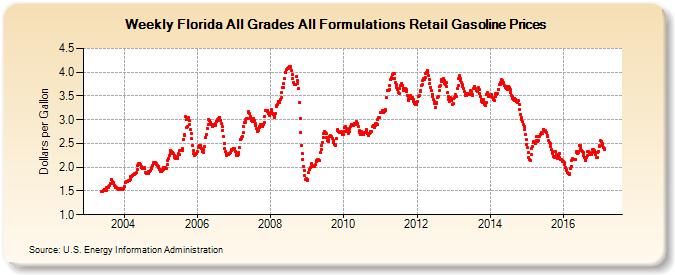 Weekly Florida All Grades All Formulations Retail Gasoline Prices
Dollars per Gallon
4.5
4.0
3.5
3.0
2.5
2.0
1.5
1.0
2004 2006 2008 2010 2012 2014 2016
Source: U.S. Energy Information Administration